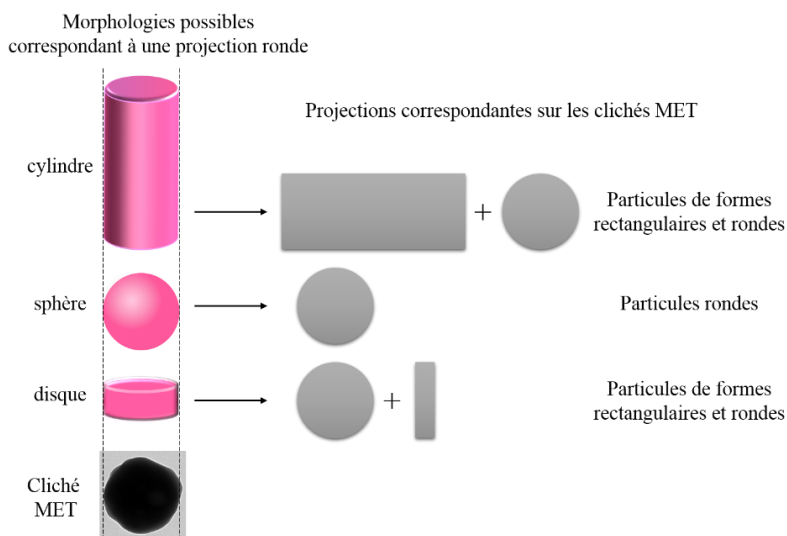 Morphologies possibles
correspondant à une projection ronde
Projections correspondantes sur les clichés MET
cylindre
+
Particules de formes
rectangulaires et rondes
sphère
Particules rondes
disque
+
Particules de formes
rectangulaires et rondes
Cliché
MET